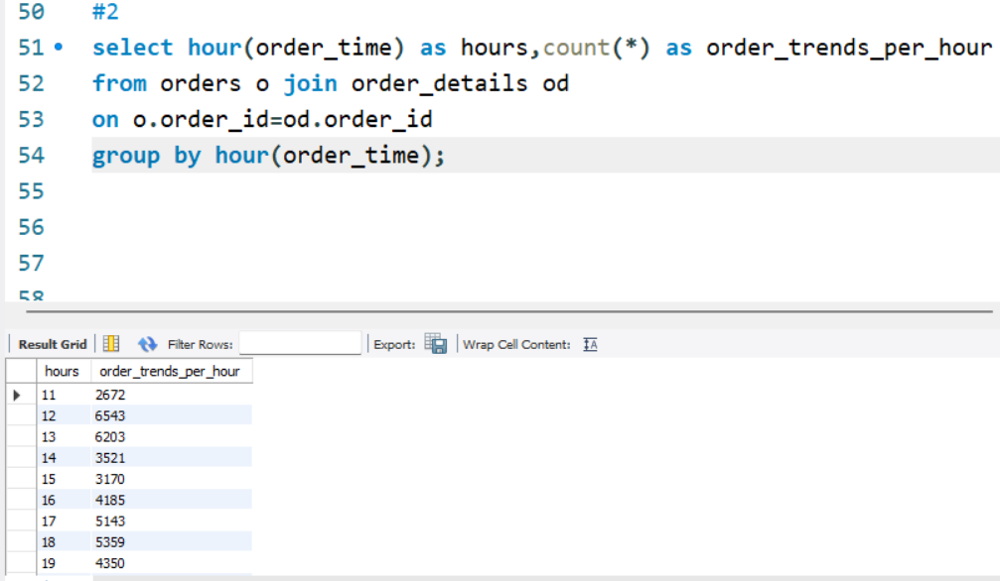 50 #2
51 select hour(order_time) as hours,count(*) as order_trends_per_hour
52 from orders o join order_details od
53 on o.order_id=od.order_id
54 group by hour(order_time);
55
56
57
58
Result Grid Filter Rows: Export: Wrap Cell Content: IA
hours order_trends_per_hour
11 2672
12 6543
13 6203
14 3521
15 3170
16 4185
17 5143
18 5359
19 4350